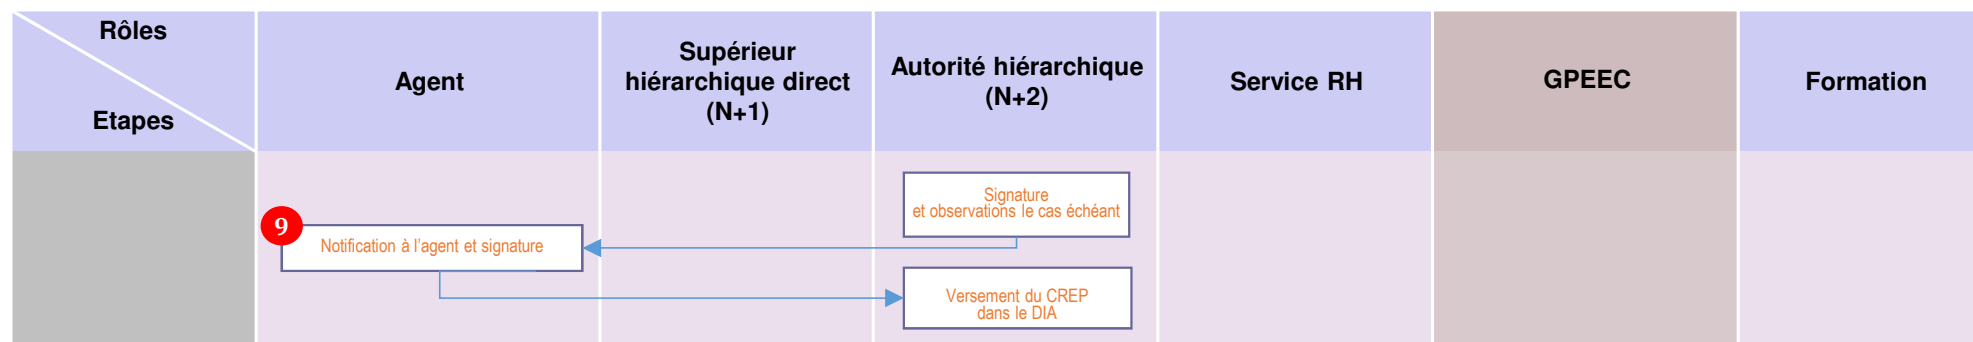 Rôles
Etapes
Agent
Supérieur
hiérarchique direct
(N+1)
Autorité hiérarchique
(N+2)
Service RH
GPEEC
Formation
Signature
et observations le cas échéant
9
Notification à l'agent et signature
Versement du CREP
dans le DIA